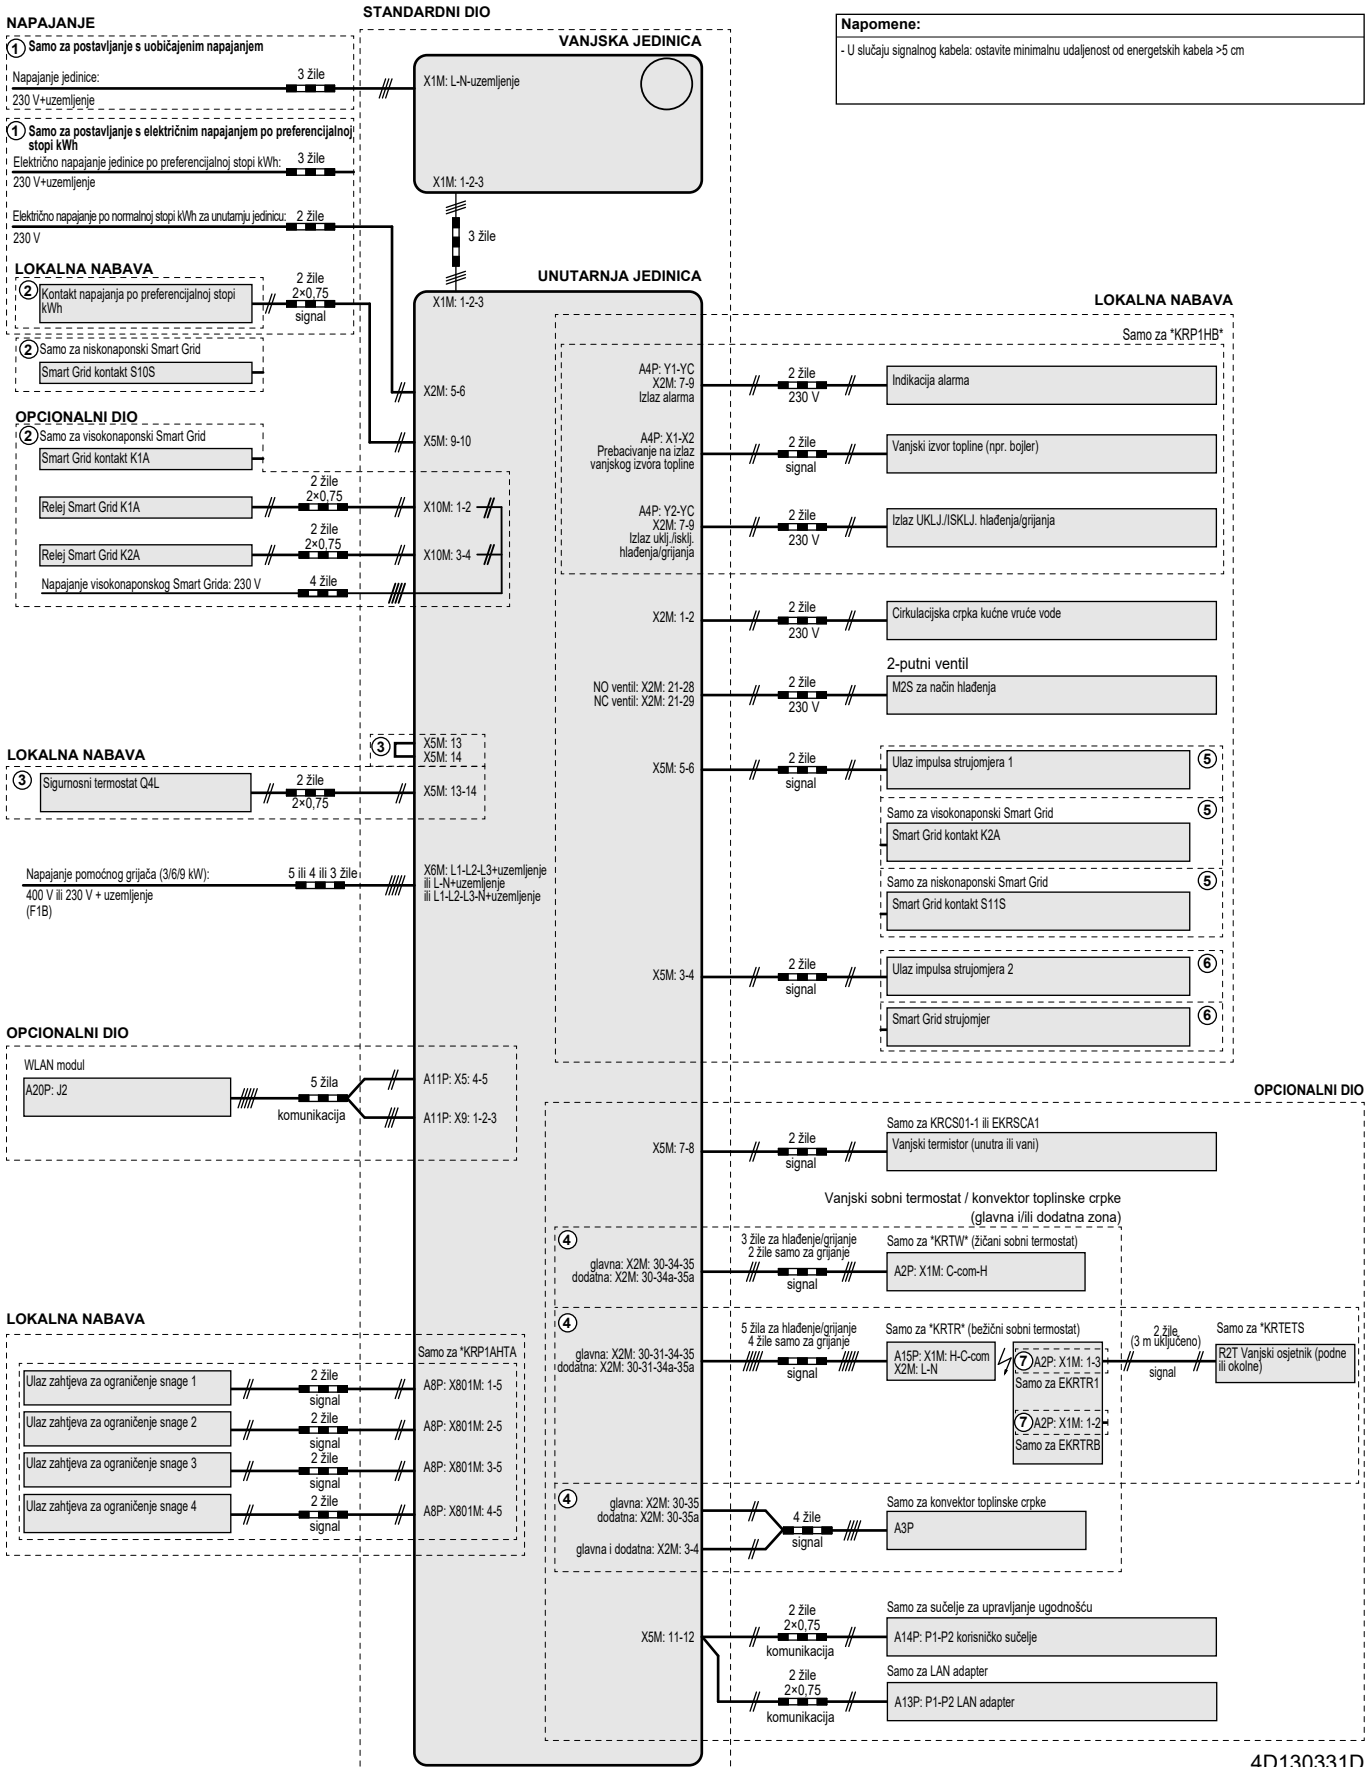 STANDARDNI DIO
NAPAJANJE
① Samo za postavljanje s uobičajenim napajanjem
Napajanje jedinice:
3 žile
230 V+uzemljenje
VANJSKA JEDINICA
X1M: L-N-uzemljenje
X1M: 1-2-3
3 žile
Napomene:
- U slučaju signalnog kabela: ostavite minimalnu udaljenost od energetskih kabela >5 cm
① Samo za postavljanje s električnim napajanjem po preferencijalnoj
stopi kWh
Električno napajanje jedinice po preferencijalnoj stopi kWh:
3 žile
230 V+uzemljenje
Električno napajanje po normalnoj stopi kWh za unutarnju jedinicu:
2 žile
230 V
LOKALNA NABAVA
② Kontakt napajanja po preferencijalnoj stopi
kWh
2 žile
2×0,75
signal
② Samo za niskonaponski Smart Grid
Smart Grid kontakt S10S
OPCIONALNI DIO
② Samo za visokonaponski Smart Grid
Smart Grid kontakt K1A
Relej Smart Grid K1A
2 žile
2×0,75
X10M: 1-2
Relej Smart Grid K2A
2 žile
2×0,75
X10M: 3-4
Napajanje visokonaponskog Smart Grida: 230 V
4 žile
UNUTARNJA JEDINICA
X1M: 1-2-3
X2M: 5-6
X5M: 9-10
③
X5M: 13
X5M: 14
LOKALNA NABAVA
③ Sigurnosni termostat Q4L
2 žile
2×0,75
X5M: 13-14
Napajanje pomoćnog grijača (3/6/9 kW):
5 ili 4 ili 3 žile
400 V ili 230 V + uzemljenje
(F1B)
X6M: L1-L2-L3+uzemljenje
ili L-N+uzemljenje
ili L1-L2-L3-N+uzemljenje
OPCIONALNI DIO
WLAN modul
A20P: J2
5 žila
komunikacija
A11P: X5: 4-5
A11P: X9: 1-2-3
LOKALNA NABAVA
Samo za *KRP1AHTA
Ulaz zahtjeva za ograničenje snage 1
2 žile
signal
A8P: X801M: 1-5
Ulaz zahtjeva za ograničenje snage 2
2 žile
signal
A8P: X801M: 2-5
Ulaz zahtjeva za ograničenje snage 3
2 žile
signal
A8P: X801M: 3-5
Ulaz zahtjeva za ograničenje snage 4
2 žile
signal
A8P: X801M: 4-5
LOKALNA NABAVA
Samo za *KRP1HB*
A4P: Y1-YC
X2M: 7-9
Izlaz alarma
2 žile
230 V
Indikacija alarma
A4P: X1-X2
Prebacivanje na izlaz
vanjskog izvora topline
2 žile
signal
Vanjski izvor topline (npr. bojler)
A4P: Y2-YC
X2M: 7-9
Izlaz uklj./isklj.
hlađenja/grijanja
2 žile
230 V
Izlaz UKLJ./ISKLJ. hlađenja/grijanja
X2M: 1-2
2 žile
230 V
Cirkulacijska crpka kućne vruće vode
2-putni ventil
NO ventil: X2M: 21-28
NC ventil: X2M: 21-29
2 žile
230 V
M2S za način hlađenja
X5M: 5-6
2 žile
signal
Ulaz impulsa strujomjera 1
⑤
Samo za visokonaponski Smart Grid
⑤
Smart Grid kontakt K2A
Samo za niskonaponski Smart Grid
⑤
Smart Grid kontakt S11S
X5M: 3-4
2 žile
signal
Ulaz impulsa strujomjera 2
⑥
Smart Grid strujomjer
⑥
OPCIONALNI DIO
Samo za KRCS01-1 ili EKRSCA1
X5M: 7-8
2 žile
signal
Vanjski termistor (unutra ili vani)
Vanjski sobni termostat / konvektor toplinske crpke
(glavna i/ili dodatna zona)
④
glavna: X2M: 30-34-35
dodatna: X2M: 30-34a-35a
3 žile za hlađenje/grijanje
2 žile samo za grijanje
signal
Samo za *KRTW* (žičani sobni termostat)
A2P: X1M: C-com-H
④
glavna: X2M: 30-31-34-35
dodatna: X2M: 30-31-34a-35a
5 žila za hlađenje/grijanje
4 žile samo za grijanje
signal
Samo za *KRTR* (bežični sobni termostat)
A15P: X1M: H-C-com
X2M: L-N
⑦ A2P: X1M: 1-3
Samo za EKRTR1
⑦ A2P: X1M: 1-2
Samo za EKRTRB
2 žile
(3 m uključeno)
signal
Samo za *KRTETS
R2T Vanjski osjetnik (podne
ili okolne)
④
glavna: X2M: 30-35
dodatna: X2M: 30-35a
glavna i dodatna: X2M: 3-4
4 žile
signal
Samo za konvektor toplinske crpke
A3P
X5M: 11-12
2 žile
2×0,75
komunikacija
Samo za sučelje za upravljanje ugodnošću
A14P: P1-P2 korisničko sučelje
2 žile
2×0,75
komunikacija
Samo za LAN adapter
A13P: P1-P2 LAN adapter
4D130331D